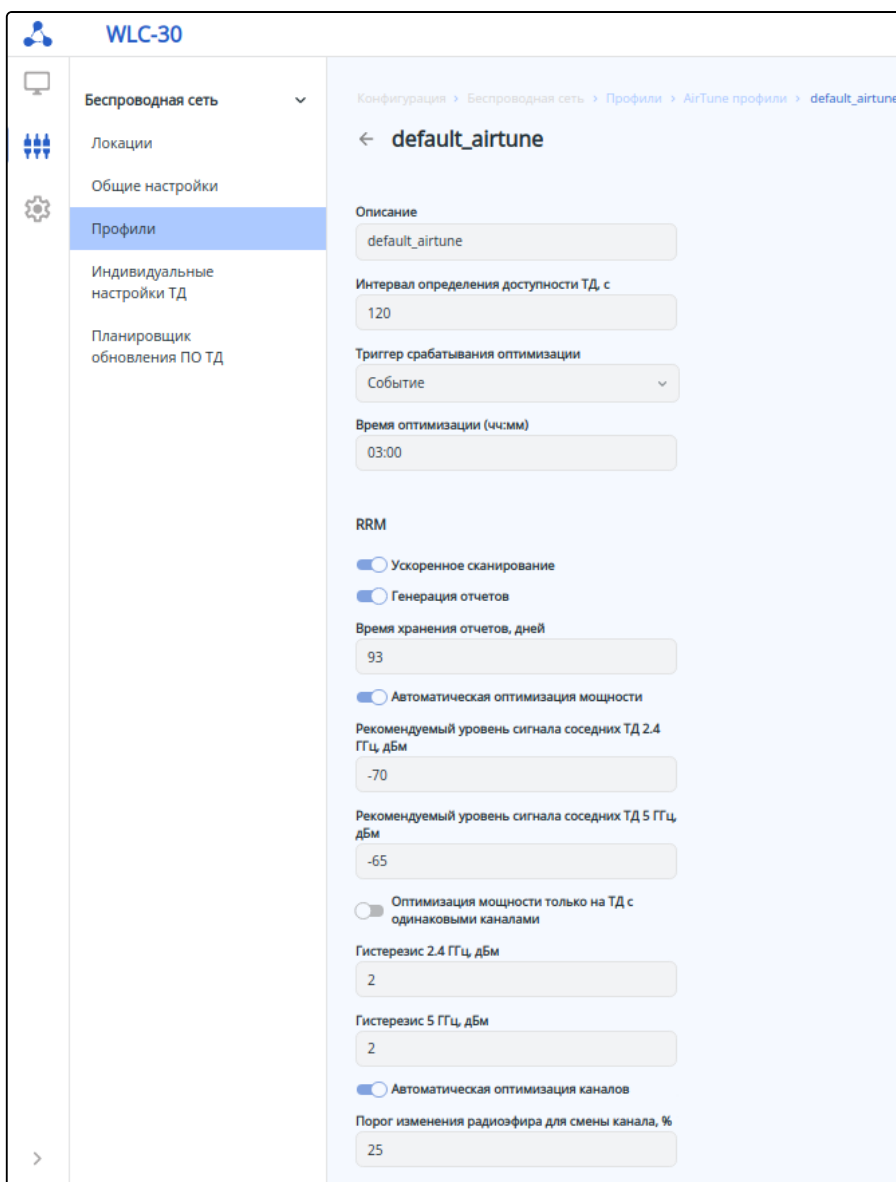 WLC-30
Беспроводная сеть
Локации
Общие настройки
Профили
Индивидуальные
настройки ТД
Планировщик
обновления ПО ТД
Конфигурация > Беспроводная сеть > Профили > AirTune профили > default_airtune
← default_airtune
Описание
default_airtune
Интервал определения доступности ТД, с
120
Триггер срабатывания оптимизации
Событие
Время оптимизации (чч:мм)
03:00
RRM
Ускоренное сканирование
Генерация отчетов
Время хранения отчетов, дней
93
Автоматическая оптимизация мощности
Рекомендуемый уровень сигнала соседних ТД 2.4
ГГц, дБм
-70
Рекомендуемый уровень сигнала соседних ТД 5 ГГц,
дБм
-65
Оптимизация мощности только на ТД с
одинаковыми каналами
Гистерезис 2.4 ГГц, дБм
2
Гистерезис 5 ГГц, дБм
2
Автоматическая оптимизация каналов
Порог изменения радиоэфира для смены канала, %
25